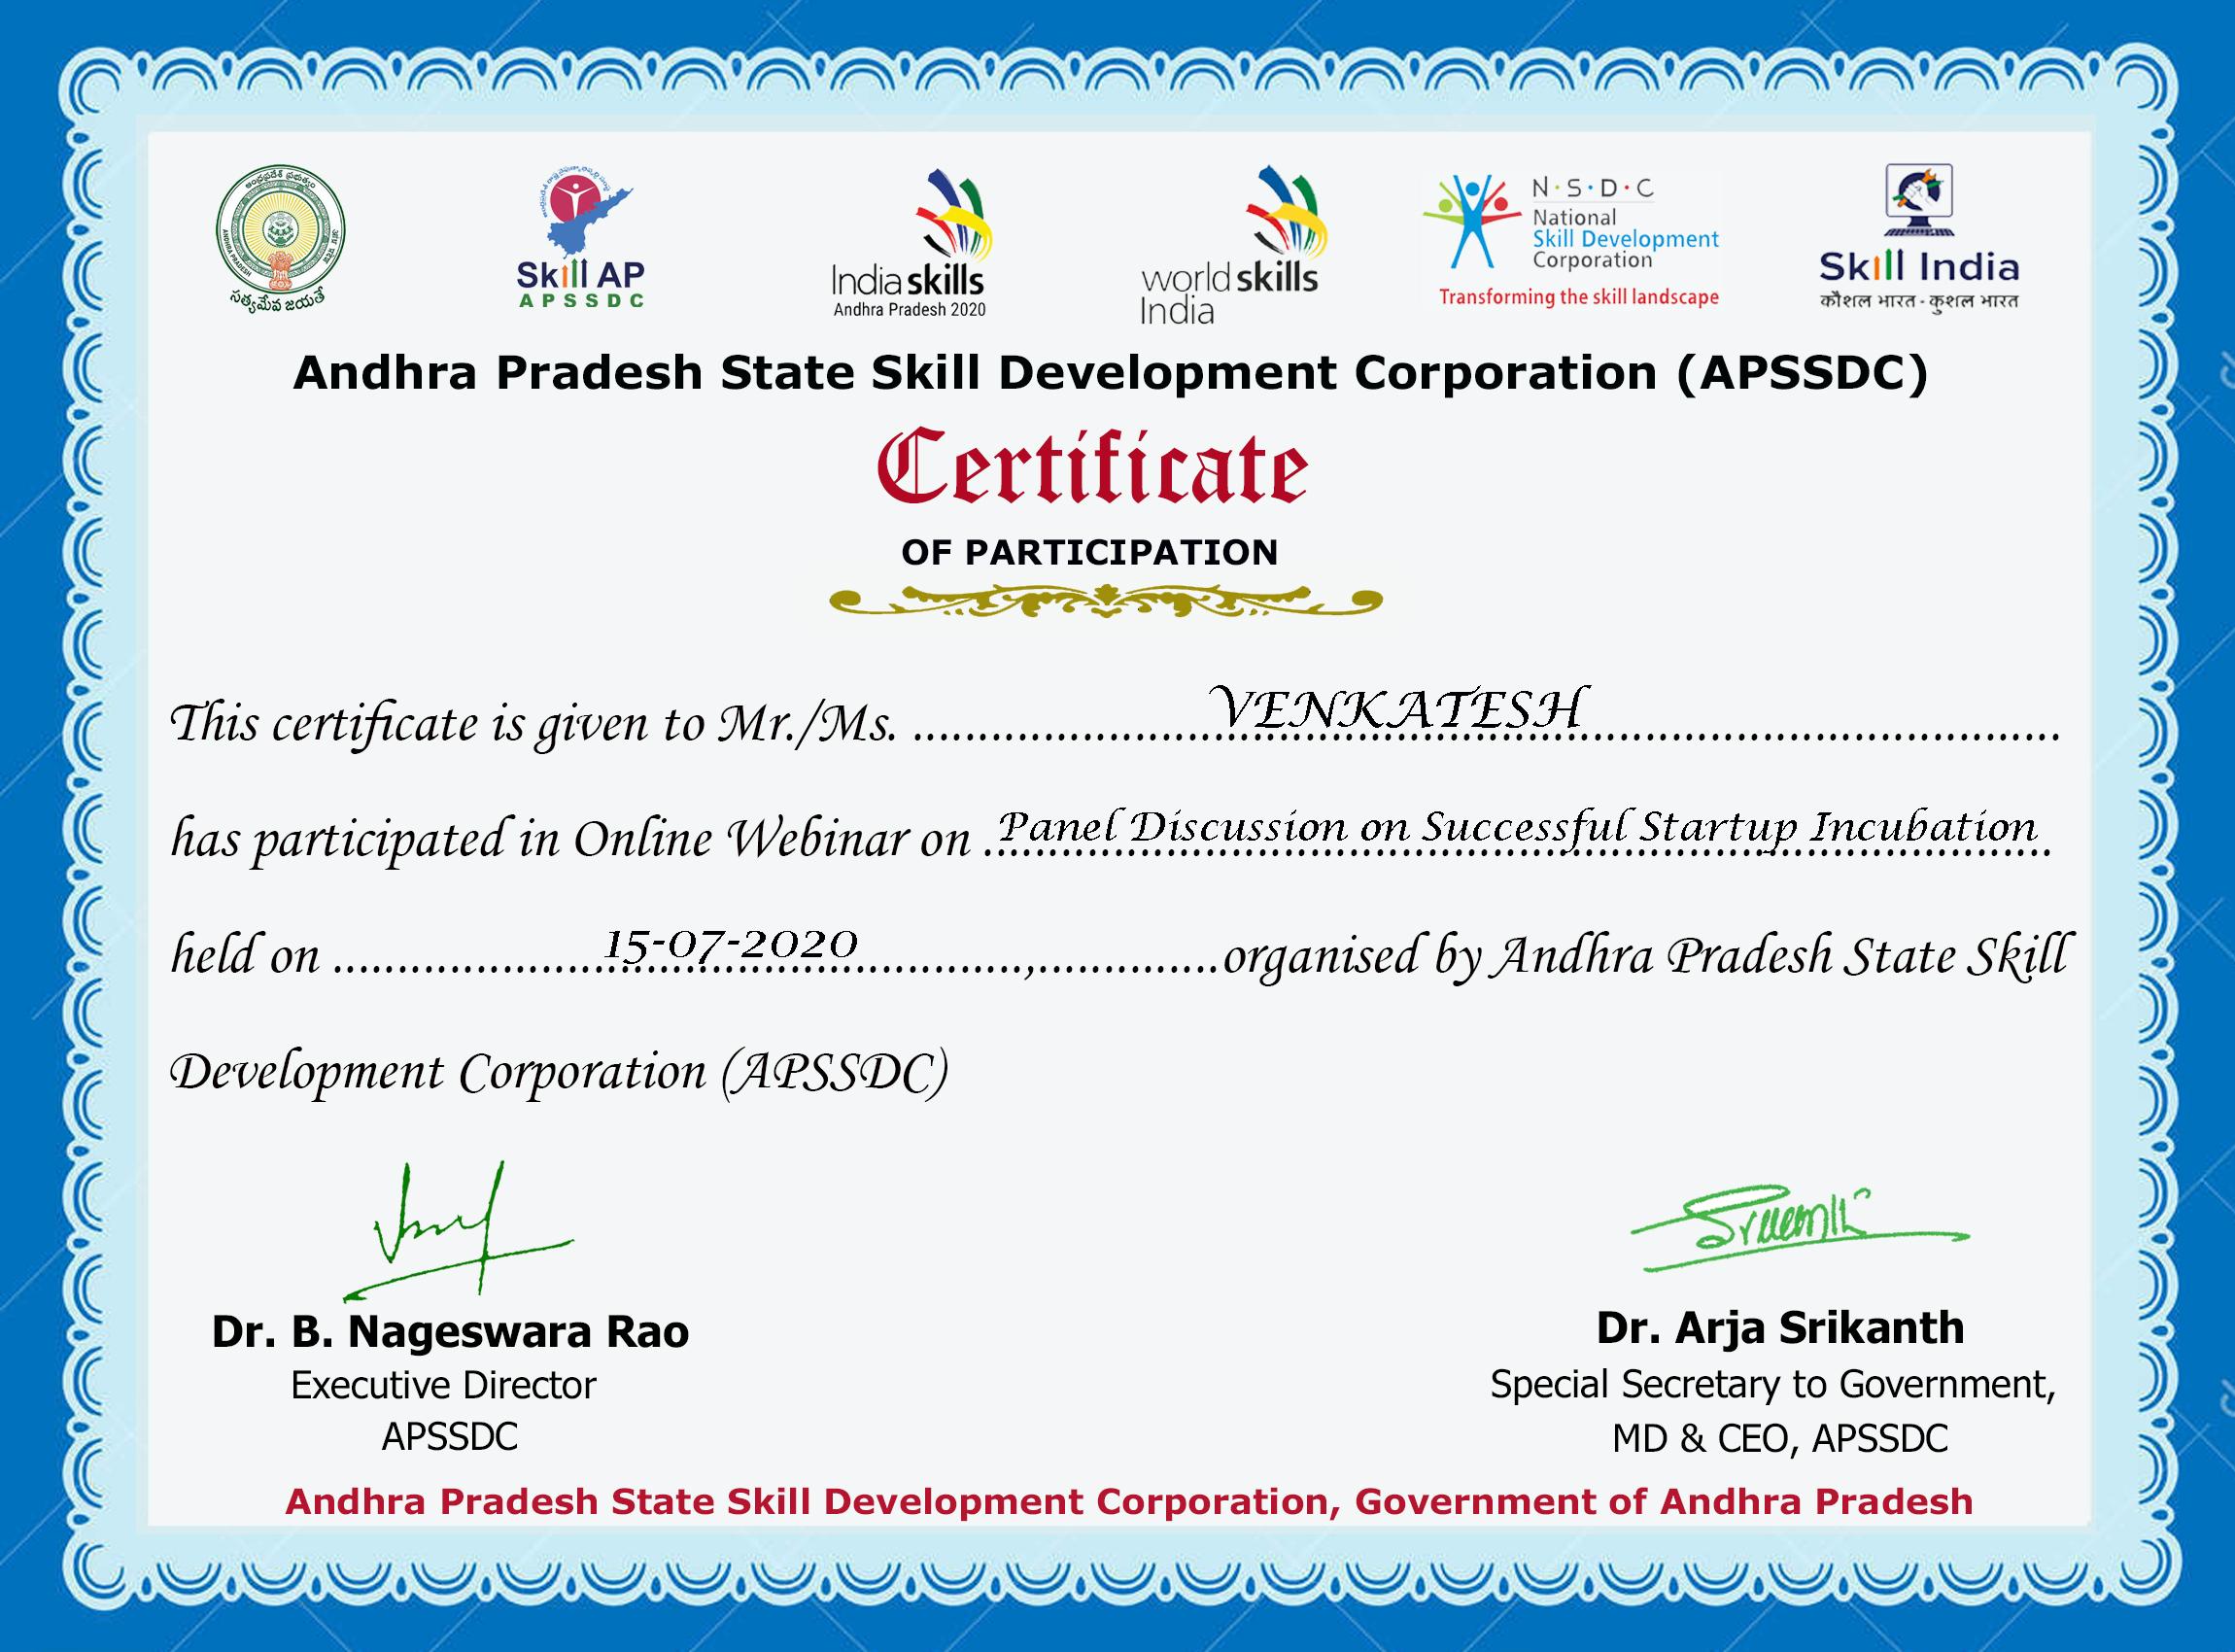 ఆంధ్రప్రదేశ్ ప్రభుత్వం
ANDHRA PRADESH
సత్యమేవ జయతే
Skill AP
APSSDC
India skills
Andhra Pradesh 2020
world skills
India
N·S·D·C
National
Skill Development
Corporation
Transforming the skill landscape
Skill India
कौशल भारत - कुशल भारत
Andhra Pradesh State Skill Development Corporation (APSSDC)
Certificate
OF PARTICIPATION
This certificate is given to Mr./Ms. VENKATESH
has participated in Online Webinar on Panel Discussion on Successful Startup Incubation
held on 15-07-2020 organised by Andhra Pradesh State Skill
Development Corporation (APSSDC)
Dr. B. Nageswara Rao
Executive Director
APSSDC
Dr. Arja Srikanth
Special Secretary to Government,
MD & CEO, APSSDC
Andhra Pradesh State Skill Development Corporation, Government of Andhra Pradesh